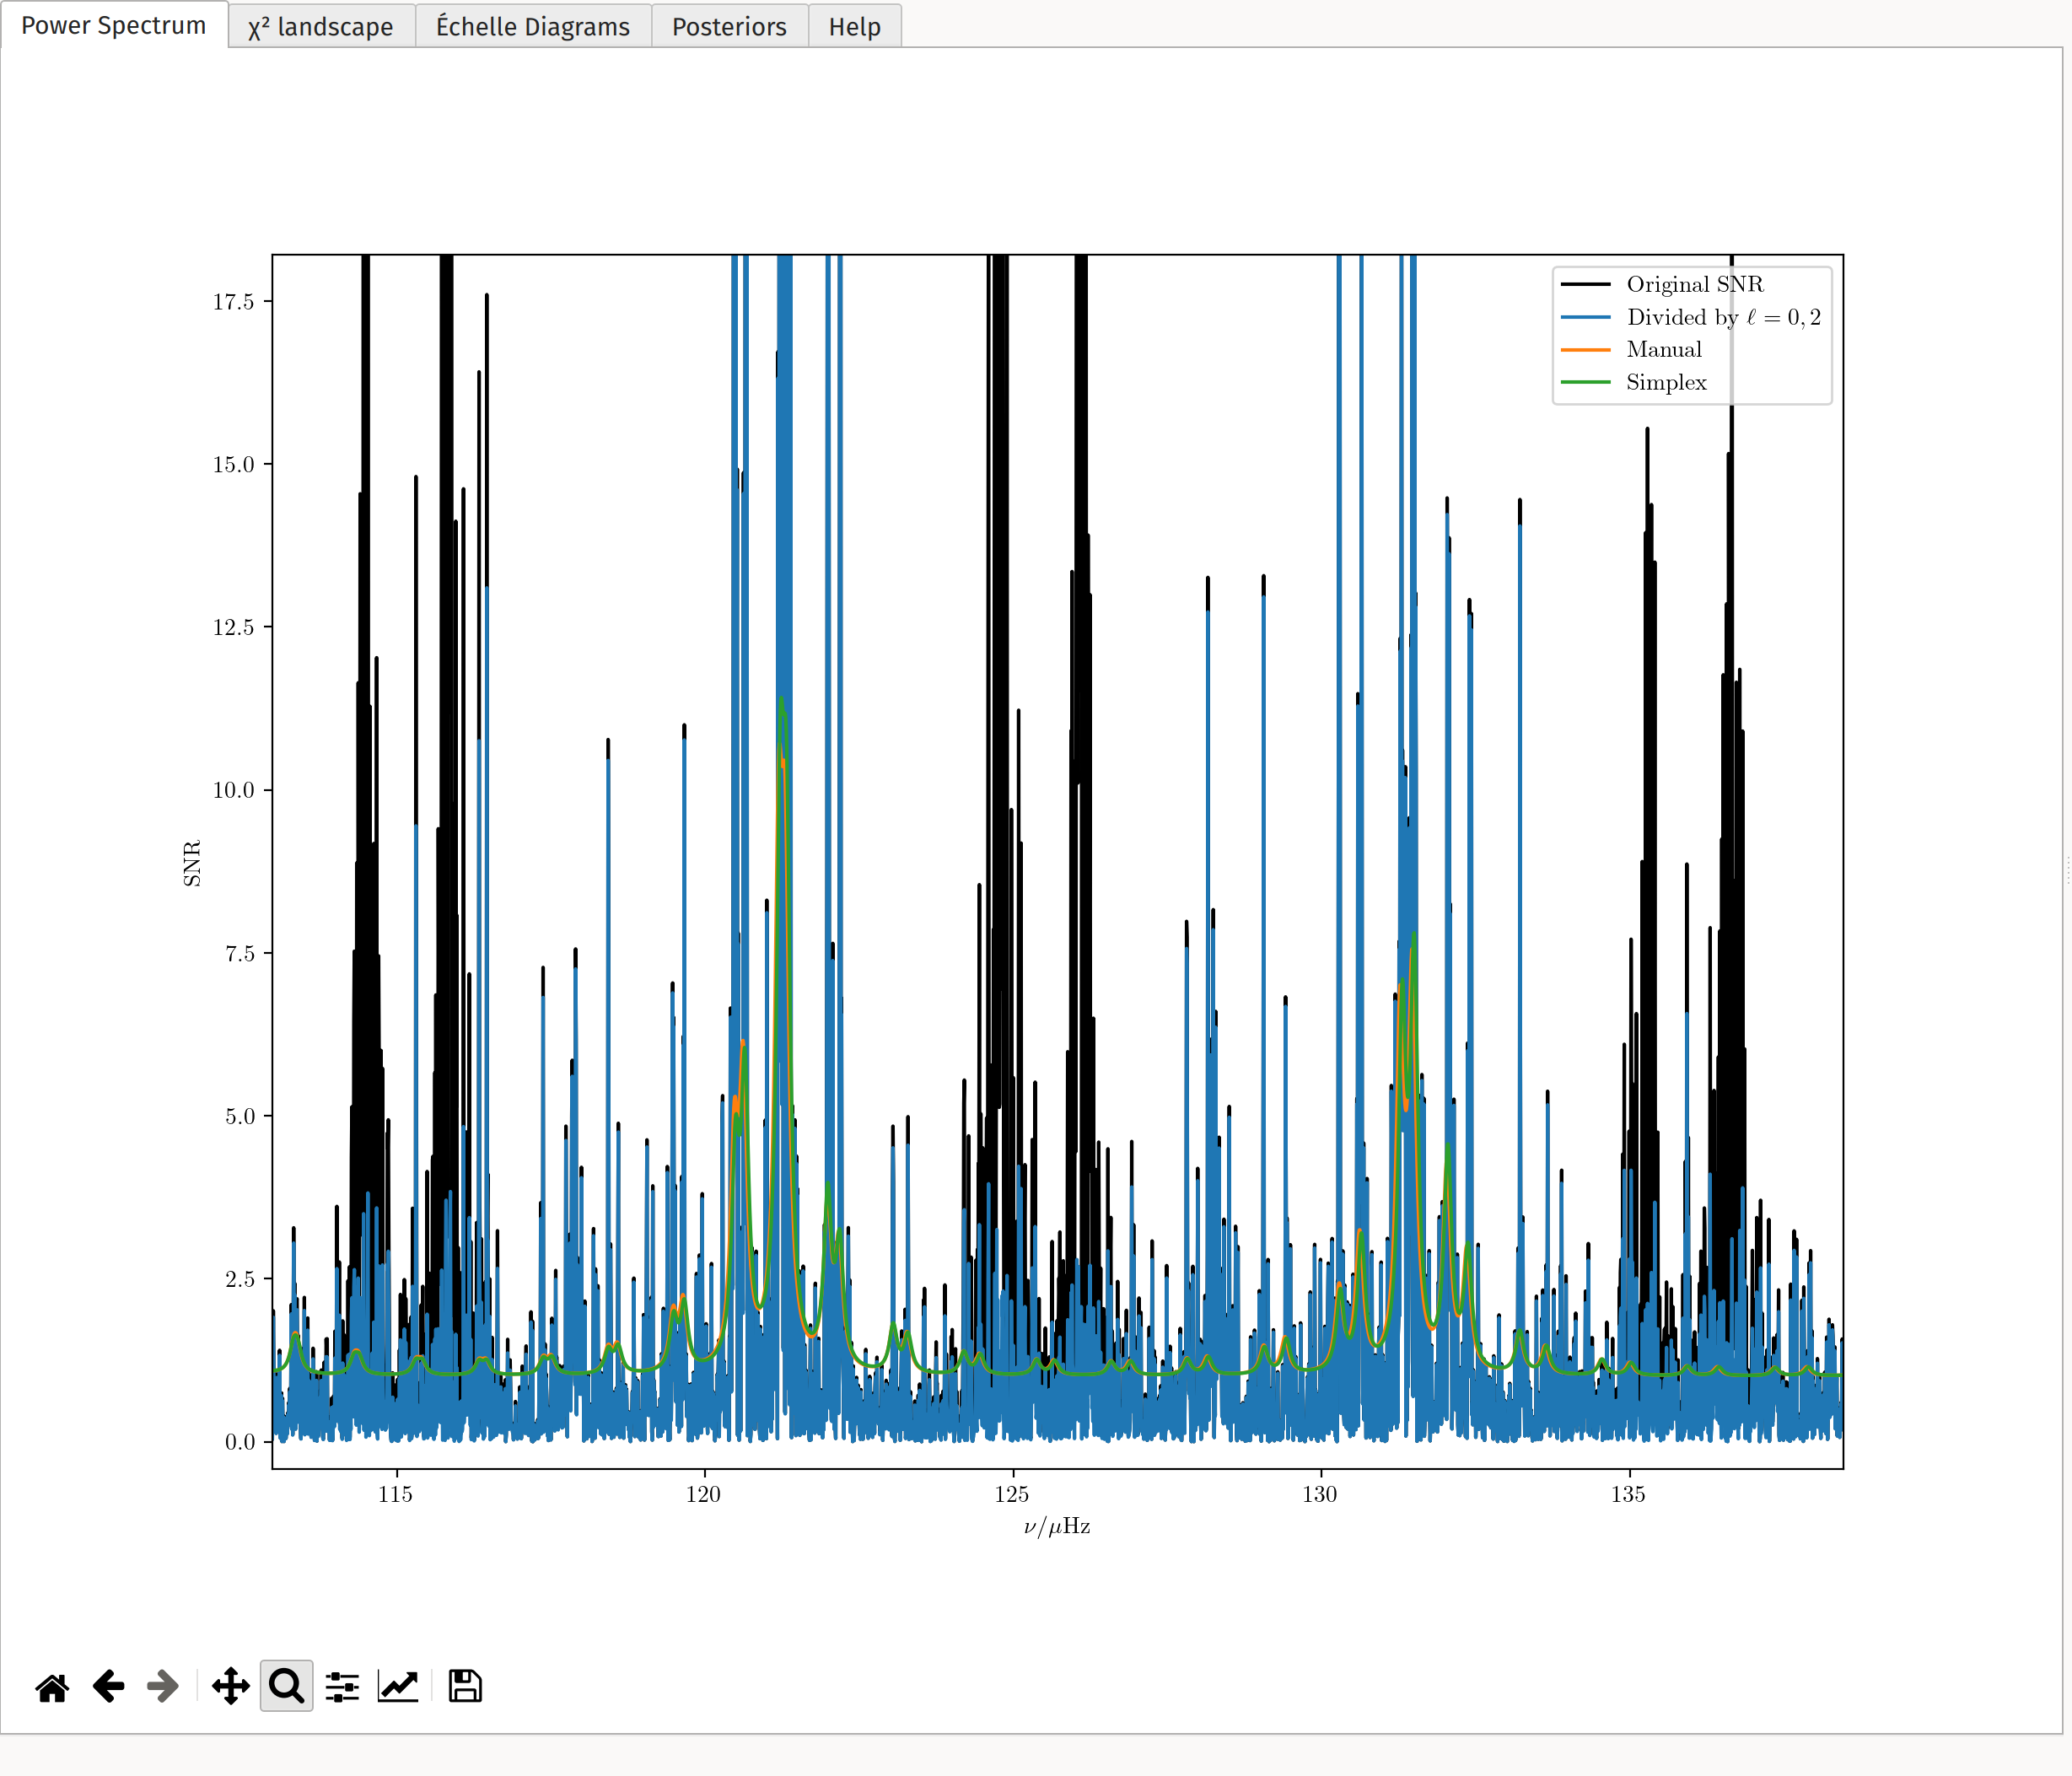 Power Spectrum χ² landscape Échelle Diagrams Posteriors Help
Original SNR
Divided by ℓ = 0, 2
Manual
Simplex
17.5
15.0
12.5
10.0
7.5
5.0
2.5
0.0
SNR
115 120 125 130 135
ν/μHz